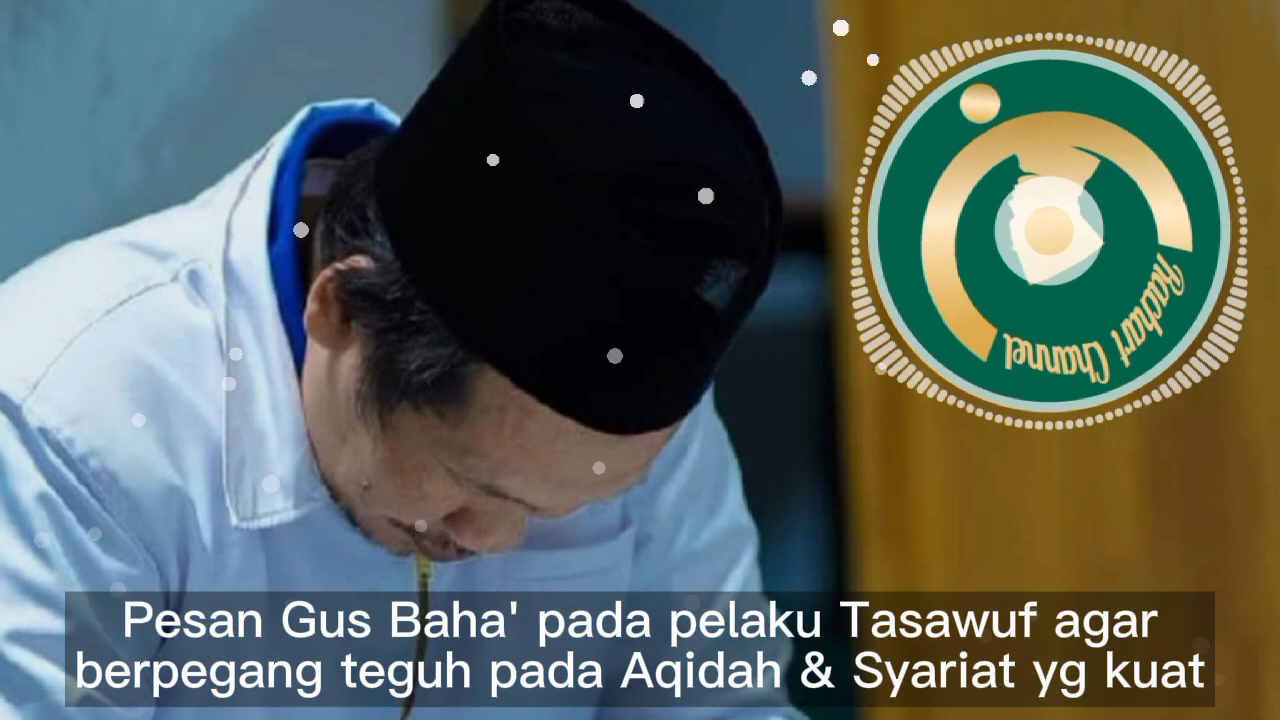 Rachart Channel
Pesan Gus Baha' pada pelaku Tasawuf agar
berpegang teguh pada Aqidah & Syariat yg kuat